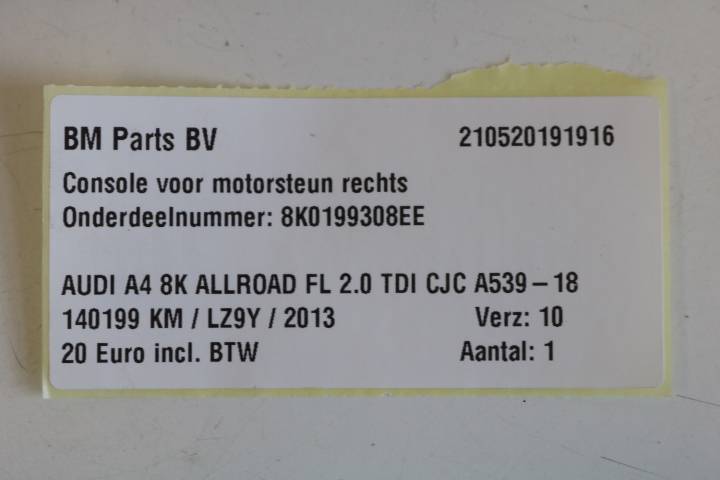 BM Parts BV 210520191916
Console voor motorsteun rechts
Onderdeelnummer: 8K0199308EE
AUDI A4 8K ALLROAD FL 2.0 TDI CJC A539-18
140199 KM / LZ9Y / 2013 Verz: 10
20 Euro incl. BTW Aantal: 1